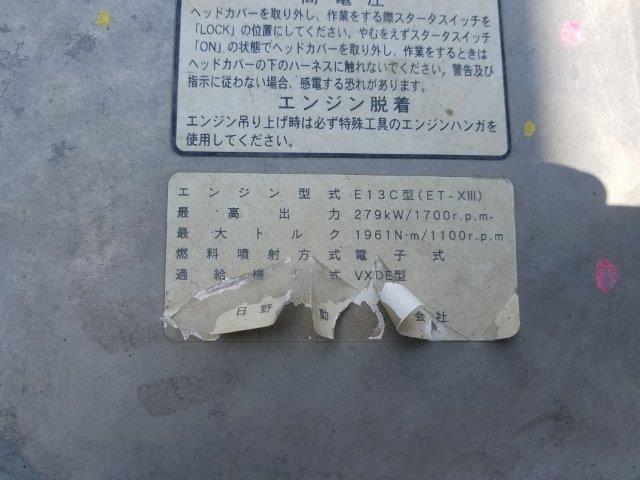 高電圧
ヘッドカバーを取り外し、作業をする際スタータスイッチを
「LOCK」の位置にしてください。やむをえずスタータスイッチ
「ON」の状態でヘッドカバーを取り外し、作業をするときは
ヘッドカバーの下のハーネスに触れないでください。警告及び
指示に従わない場合、感電する恐れがあります。
エンジン脱着
エンジン吊り上げ時は必ず特殊工具のエンジンハンガを
使用してください。
エンジン型式 E13C型(ET-XIII)
最高出力 279kW/1700r.p.m-
最大トルク 1961N·m/1100r.p.m
燃料噴射方式 電子式
過給機 式 VXDE型
日野 動 会社